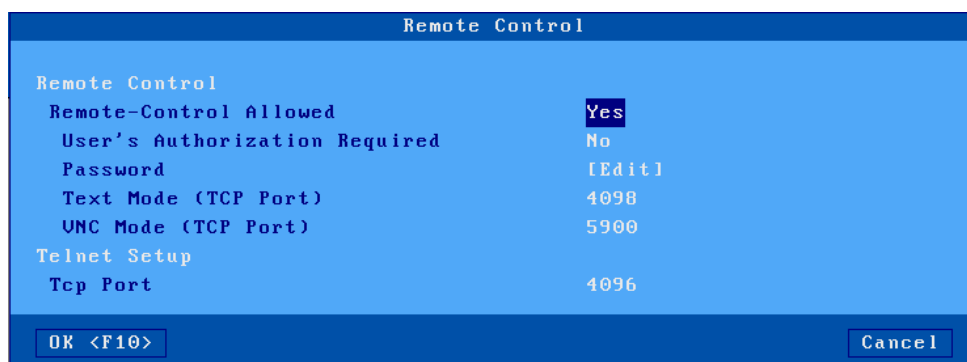 Remote Control
Remote Control
Remote-Control Allowed Yes
User's Authorization Required No
Password [Edit]
Text Mode (TCP Port) 4098
VNC Mode (TCP Port) 5900
Telnet Setup
Tcp Port 4096
OK <F10> Cancel